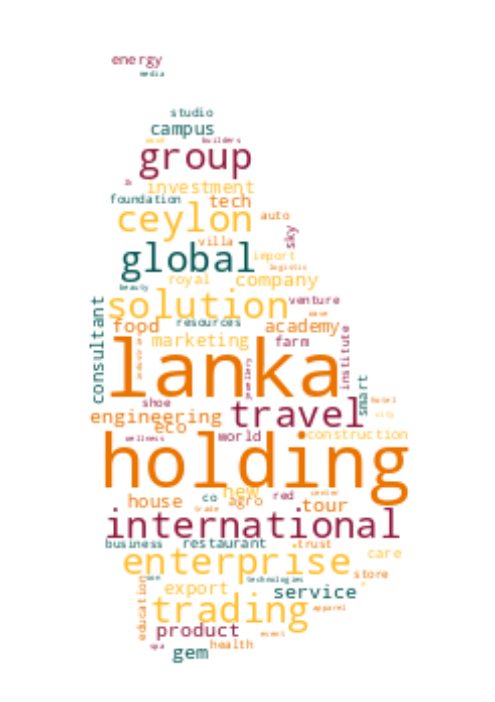 energy
media
studio
campus
builders
group
investment
foundation tech
ceylon auto
villa sky
global import
logistic
royal company
beauty
solution venture
consultant
food resources academy
marketing farm institute
lanka
smart
shoe hotel
engineering travel city
eco
wellness world construction
holding
new center
house co agro red tour
trade
international
business restaurant trust
enterprise care
store
technologies
export service
education
trading apparel
product event
spa health
gem